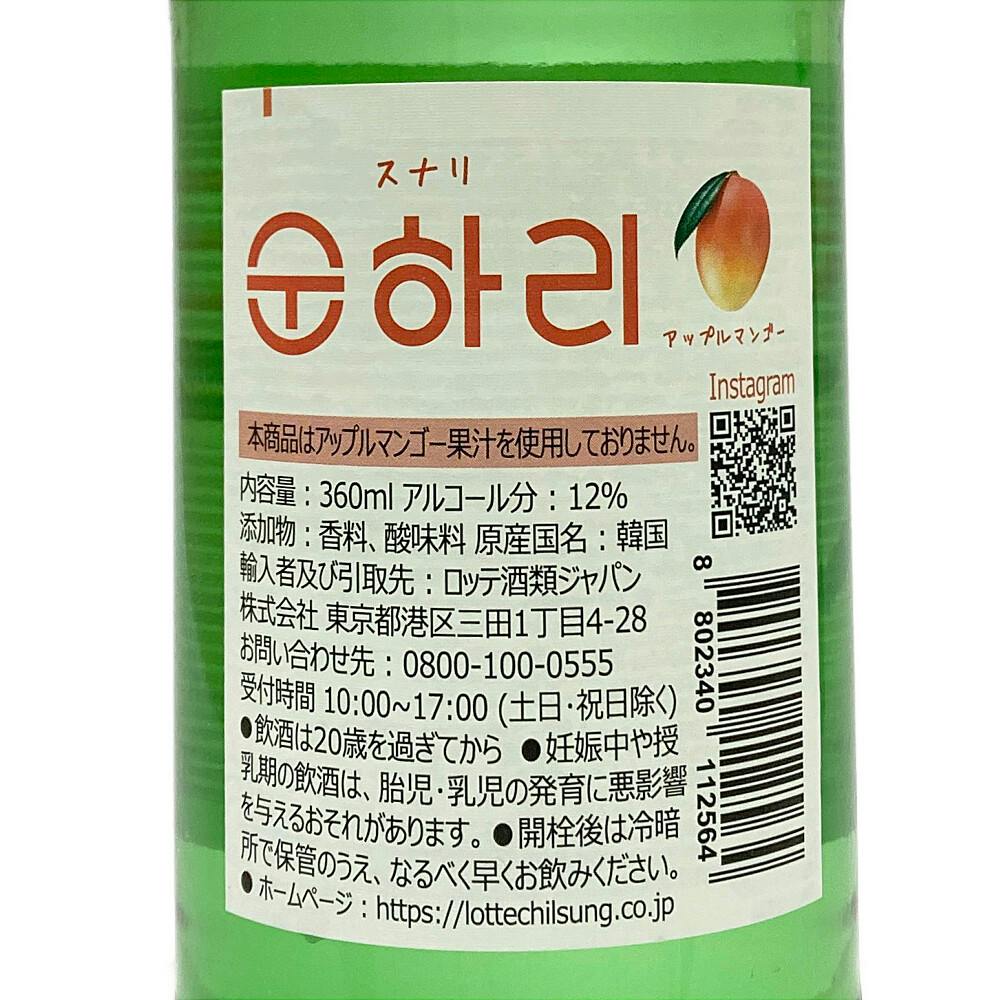 スナリ
순하리
アップルマンゴー
Instagram
本商品はアップルマンゴー果汁を使用しておりません。
内容量：360ml アルコール分：12%
添加物：香料、酸味料 原産国名：韓国
輸入者及び引取先：ロッテ酒類ジャパン
株式会社 東京都港区三田1丁目4-28
お問い合わせ先：0800-100-0555
受付時間 10:00~17:00 (土日･祝日除く)
●飲酒は20歳を過ぎてから ●妊娠中や授
乳期の飲酒は、胎児･乳児の発育に悪影響
を与えるおそれがあります。●開栓後は冷暗
所で保管のうえ、なるべく早くお飲みください。
●ホームページ：https://lottechilsung.co.jp
8 802340 112564